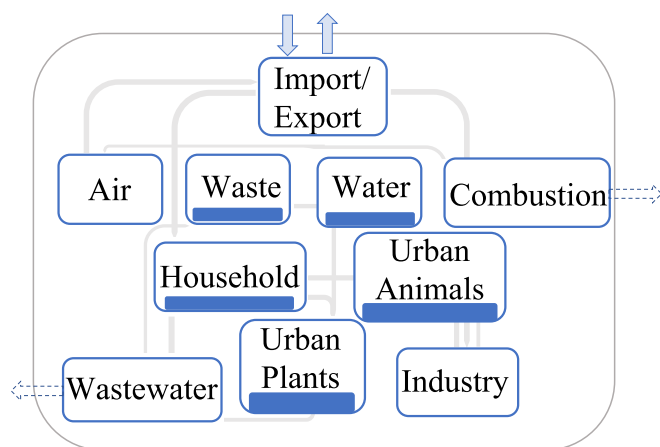 Import/
Export
Air
Waste
Water
Combustion
Household
Urban
Animals
Urban
Plants
Wastewater
Industry